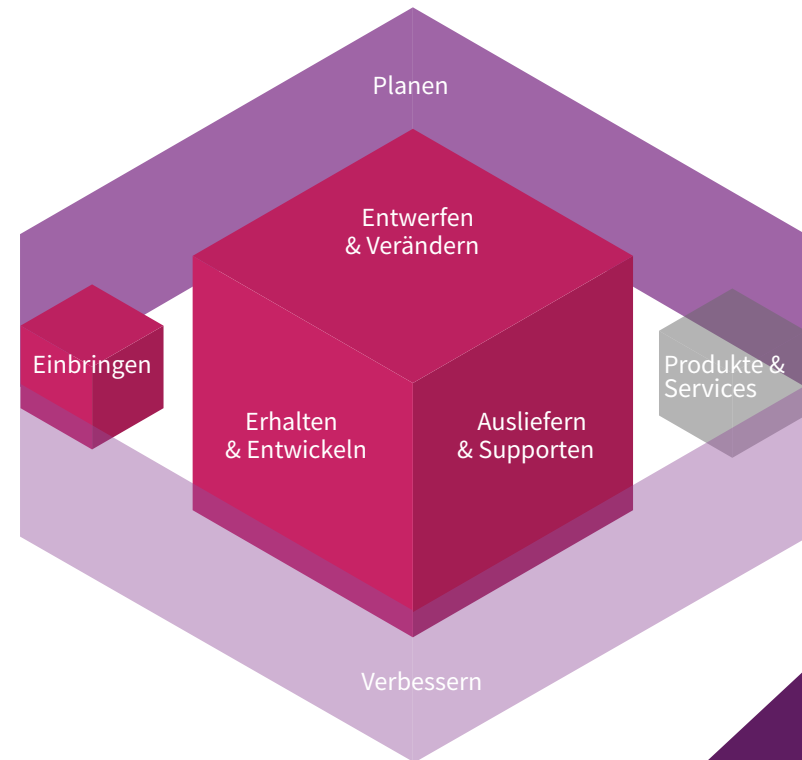 Planen
Entwerfen
& Verändern
Einbringen
Produkte &
Services
Erhalten
& Entwickeln
Ausliefern
& Supporten
Verbessern